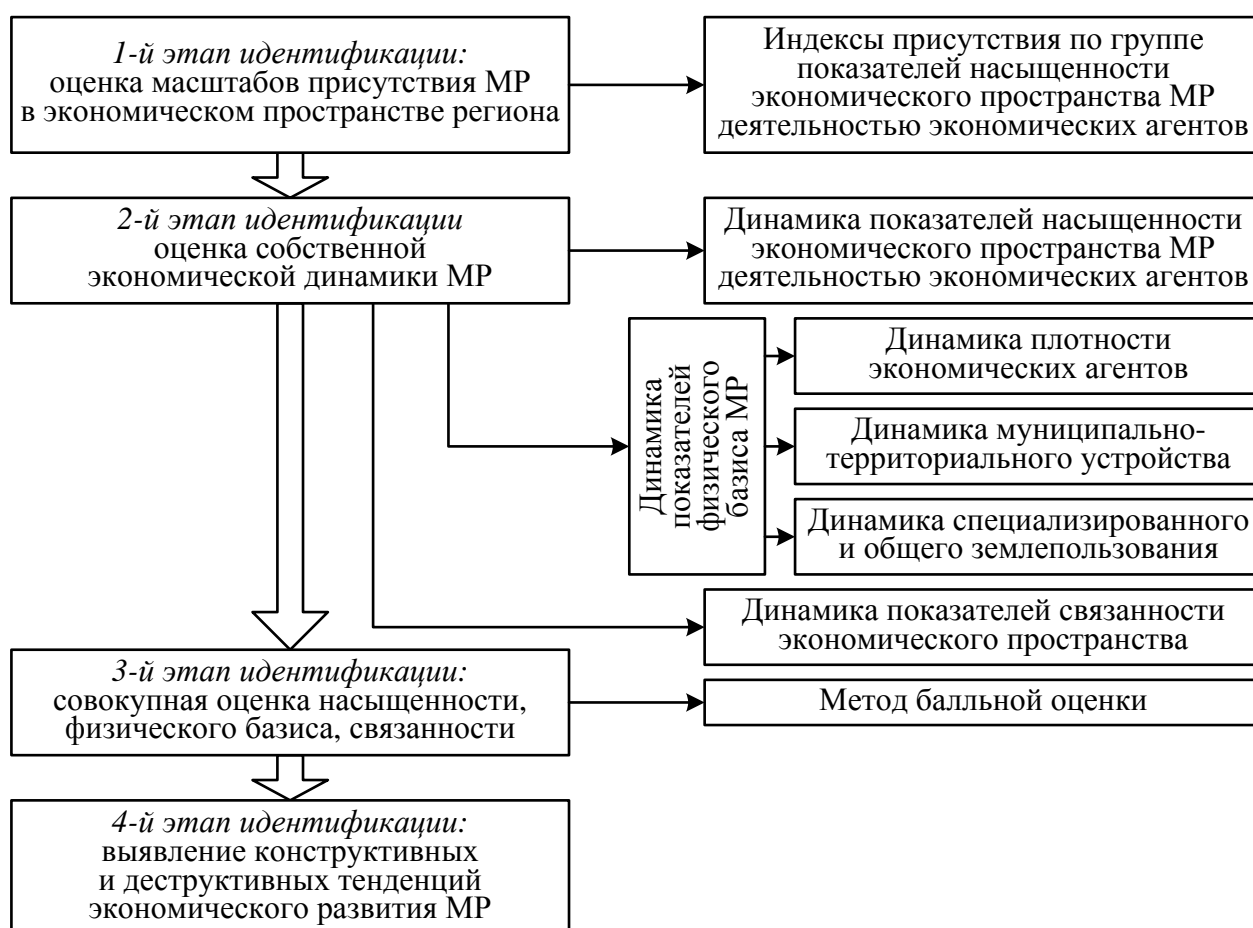 1-й этап идентификации:
оценка масштабов присутствия МР
в экономическом пространстве региона
Индексы присутствия по группе
показателей насыщенности
экономического пространства МР
деятельностью экономических агентов
2-й этап идентификации
оценка собственной
экономической динамики МР
Динамика показателей насыщенности
экономического пространства МР
деятельностью экономических агентов
Динамика
показателей
физического
базиса МР
Динамика плотности
экономических агентов
Динамика муниципально-
территориального устройства
Динамика специализированного
и общего землепользования
Динамика показателей связанности
экономического пространства
3-й этап идентификации:
совокупная оценка насыщенности,
физического базиса, связанности
Метод балльной оценки
4-й этап идентификации:
выявление конструктивных
и деструктивных тенденций
экономического развития МР